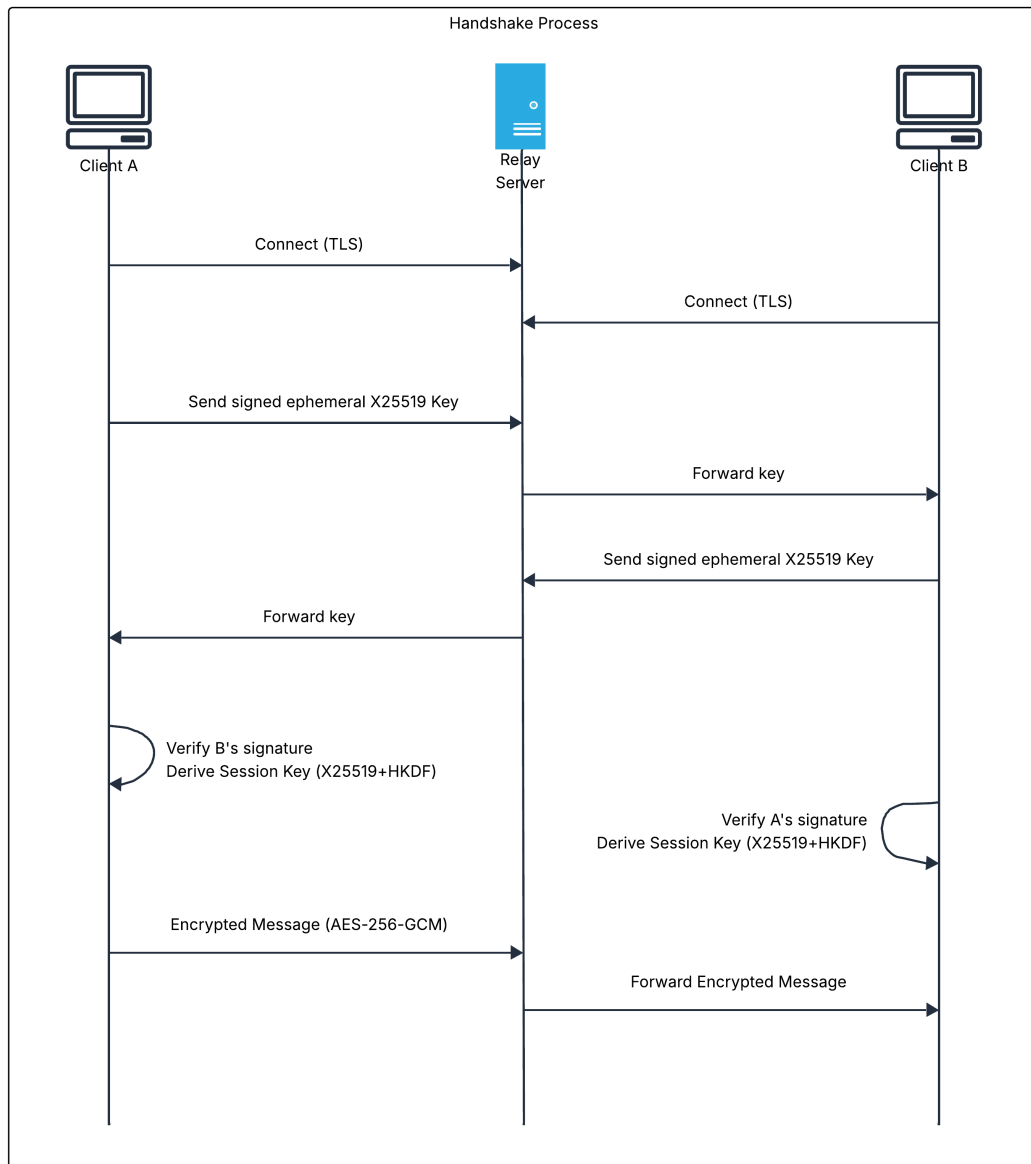 Handshake Process
Client A
Relay
Server
Client B
Connect (TLS)
Connect (TLS)
Send signed ephemeral X25519 Key
Forward key
Send signed ephemeral X25519 Key
Forward key
Verify B's signature
Derive Session Key (X25519+HKDF)
Verify A's signature
Derive Session Key (X25519+HKDF)
Encrypted Message (AES-256-GCM)
Forward Encrypted Message